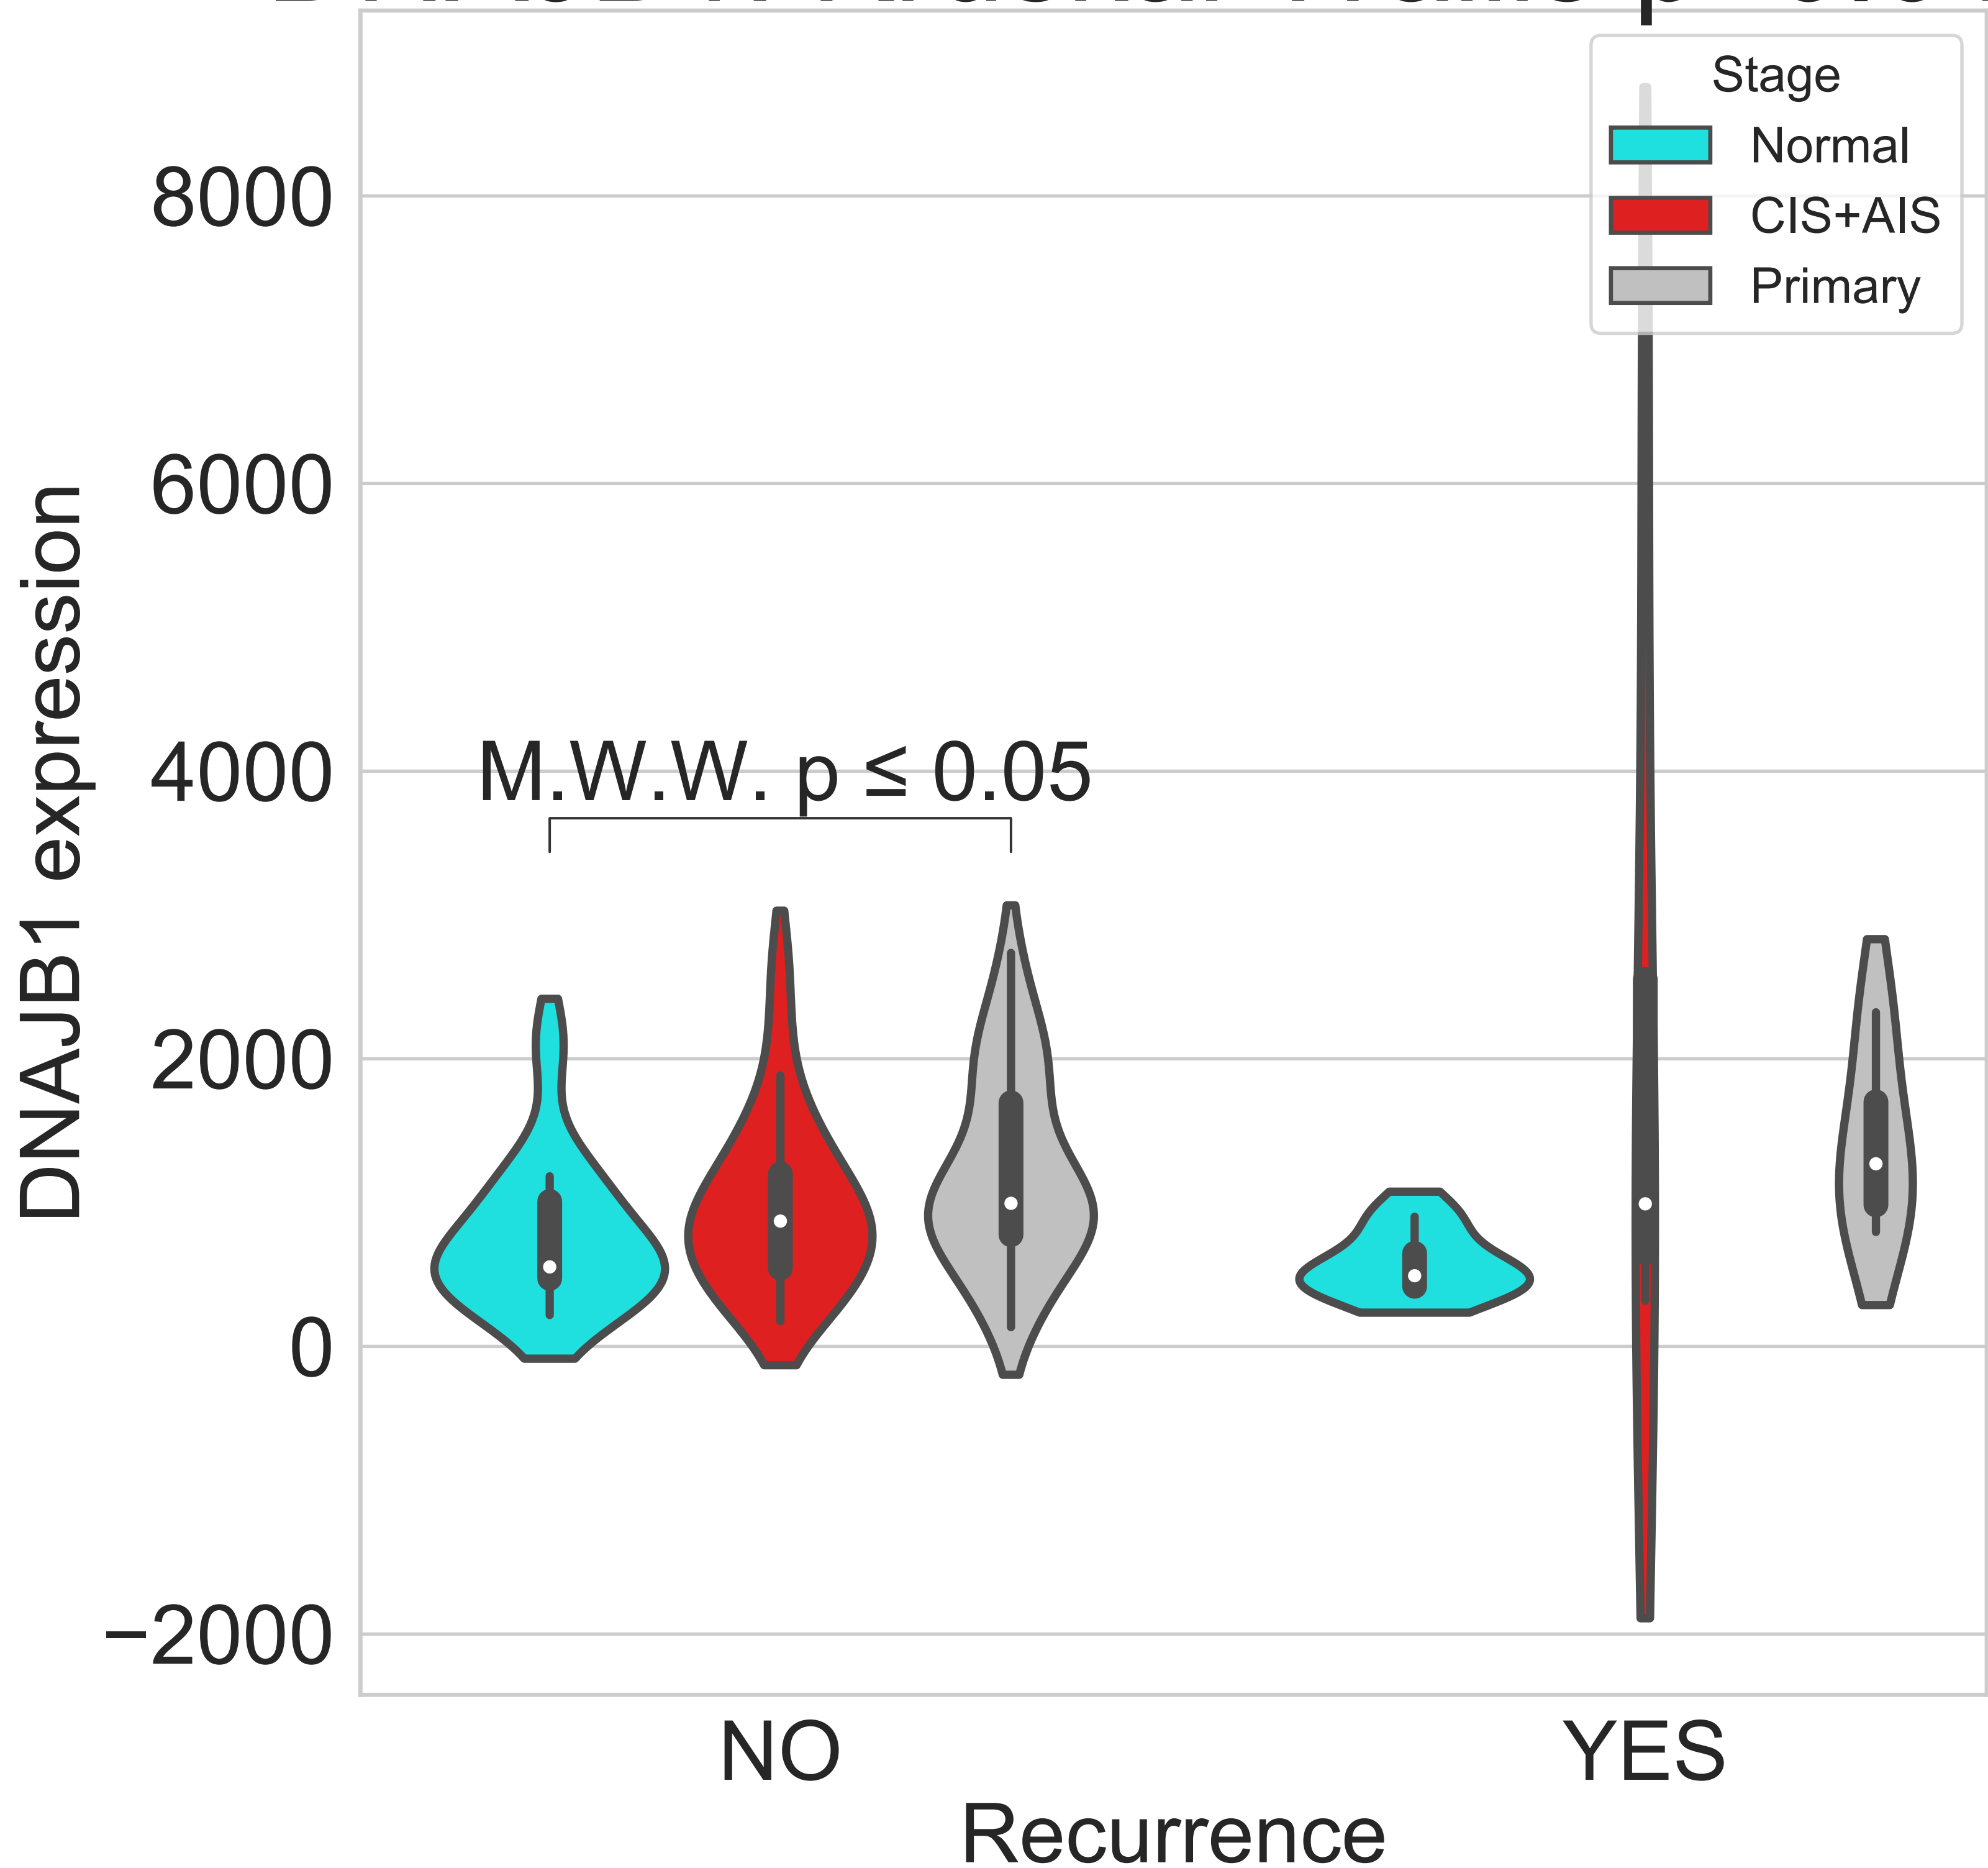 Stage
Normal
CIS+AIS
Primary
8000
6000
4000
2000
0
−2000
DNAJB1 expression
M.W.W. p ≤ 0.05
NO
YES
Recurrence